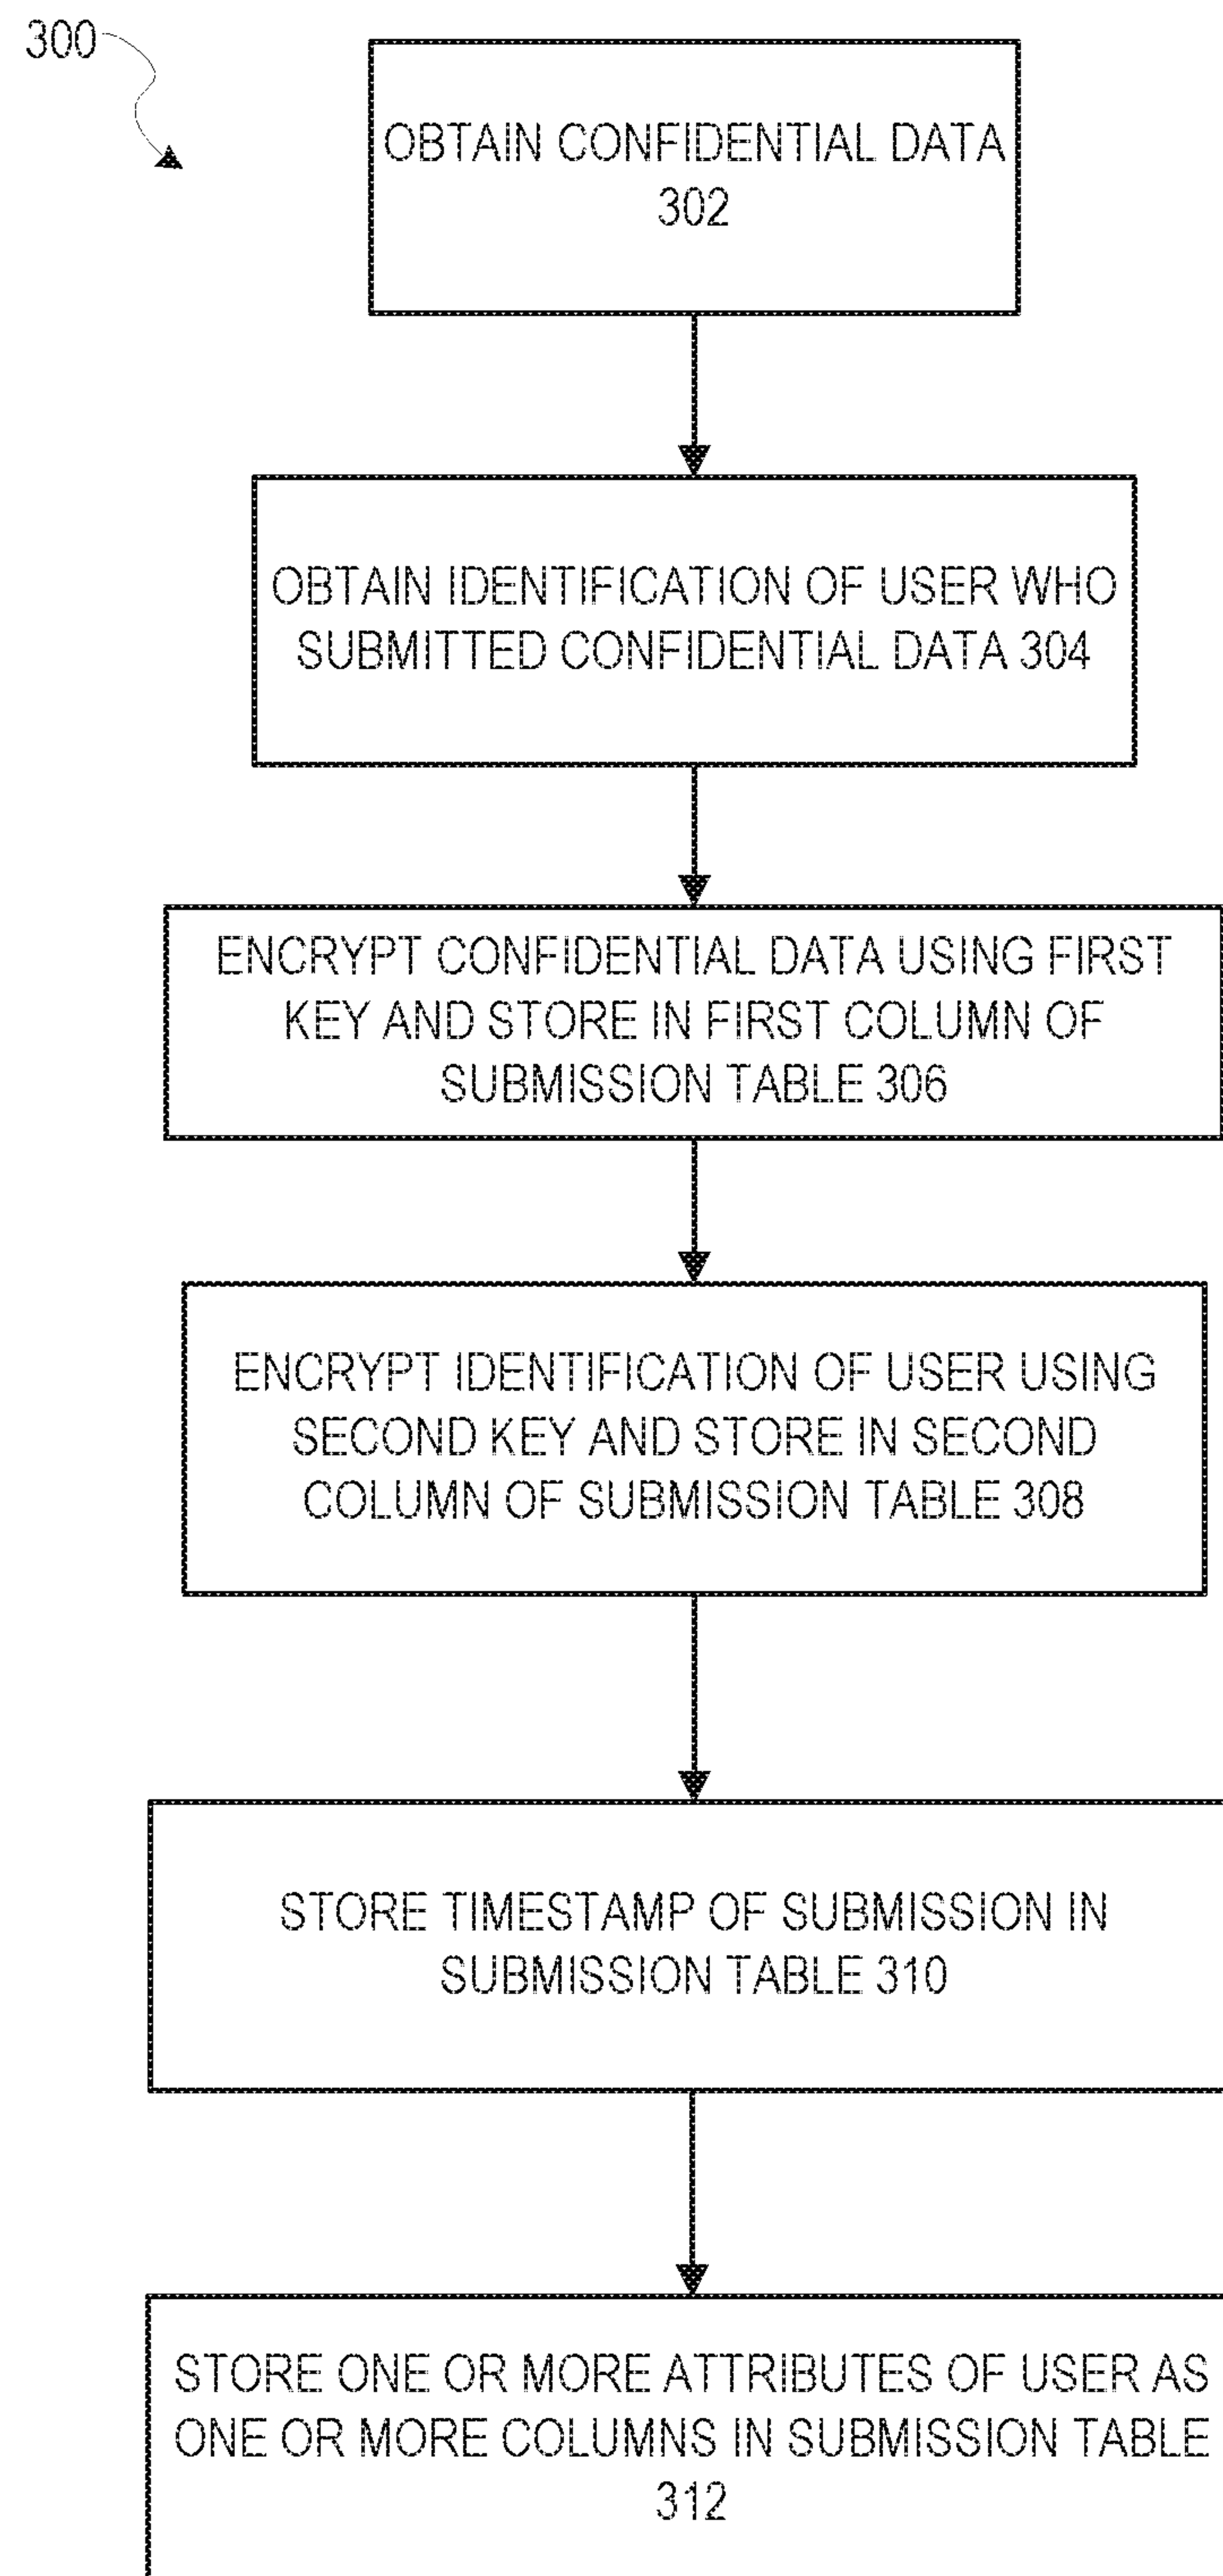 300
OBTAIN CONFIDENTIAL DATA
302
OBTAIN IDENTIFICATION OF USER WHO
SUBMITTED CONFIDENTIAL DATA 304
ENCRYPT CONFIDENTIAL DATA USING FIRST
KEY AND STORE IN FIRST COLUMN OF
SUBMISSION TABLE 306
ENCRYPT IDENTIFICATION OF USER USING
SECOND KEY AND STORE IN SECOND
COLUMN OF SUBMISSION TABLE 308
STORE TIMESTAMP OF SUBMISSION IN
SUBMISSION TABLE 310
STORE ONE OR MORE ATTRIBUTES OF USER AS
ONE OR MORE COLUMNS IN SUBMISSION TABLE
312